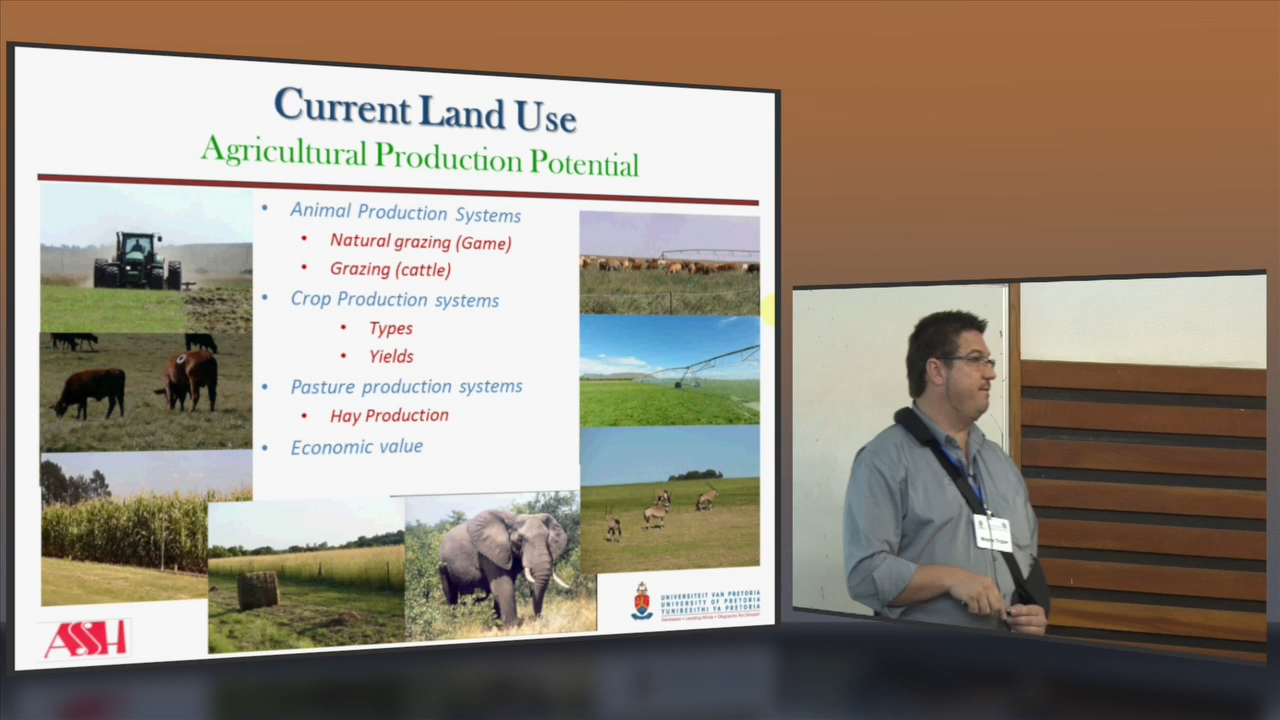 Current Land Use
Agricultural Production Potential
• Animal Production Systems
• Natural grazing (Game)
• Grazing (cattle)
• Crop Production systems
• Types
• Yields
• Pasture production systems
• Hay Production
• Economic value
ASSH
UNIVERSITEIT VAN PRETORIA
UNIVERSITY OF PRETORIA
YUNIBESITHI YA PRETORIA